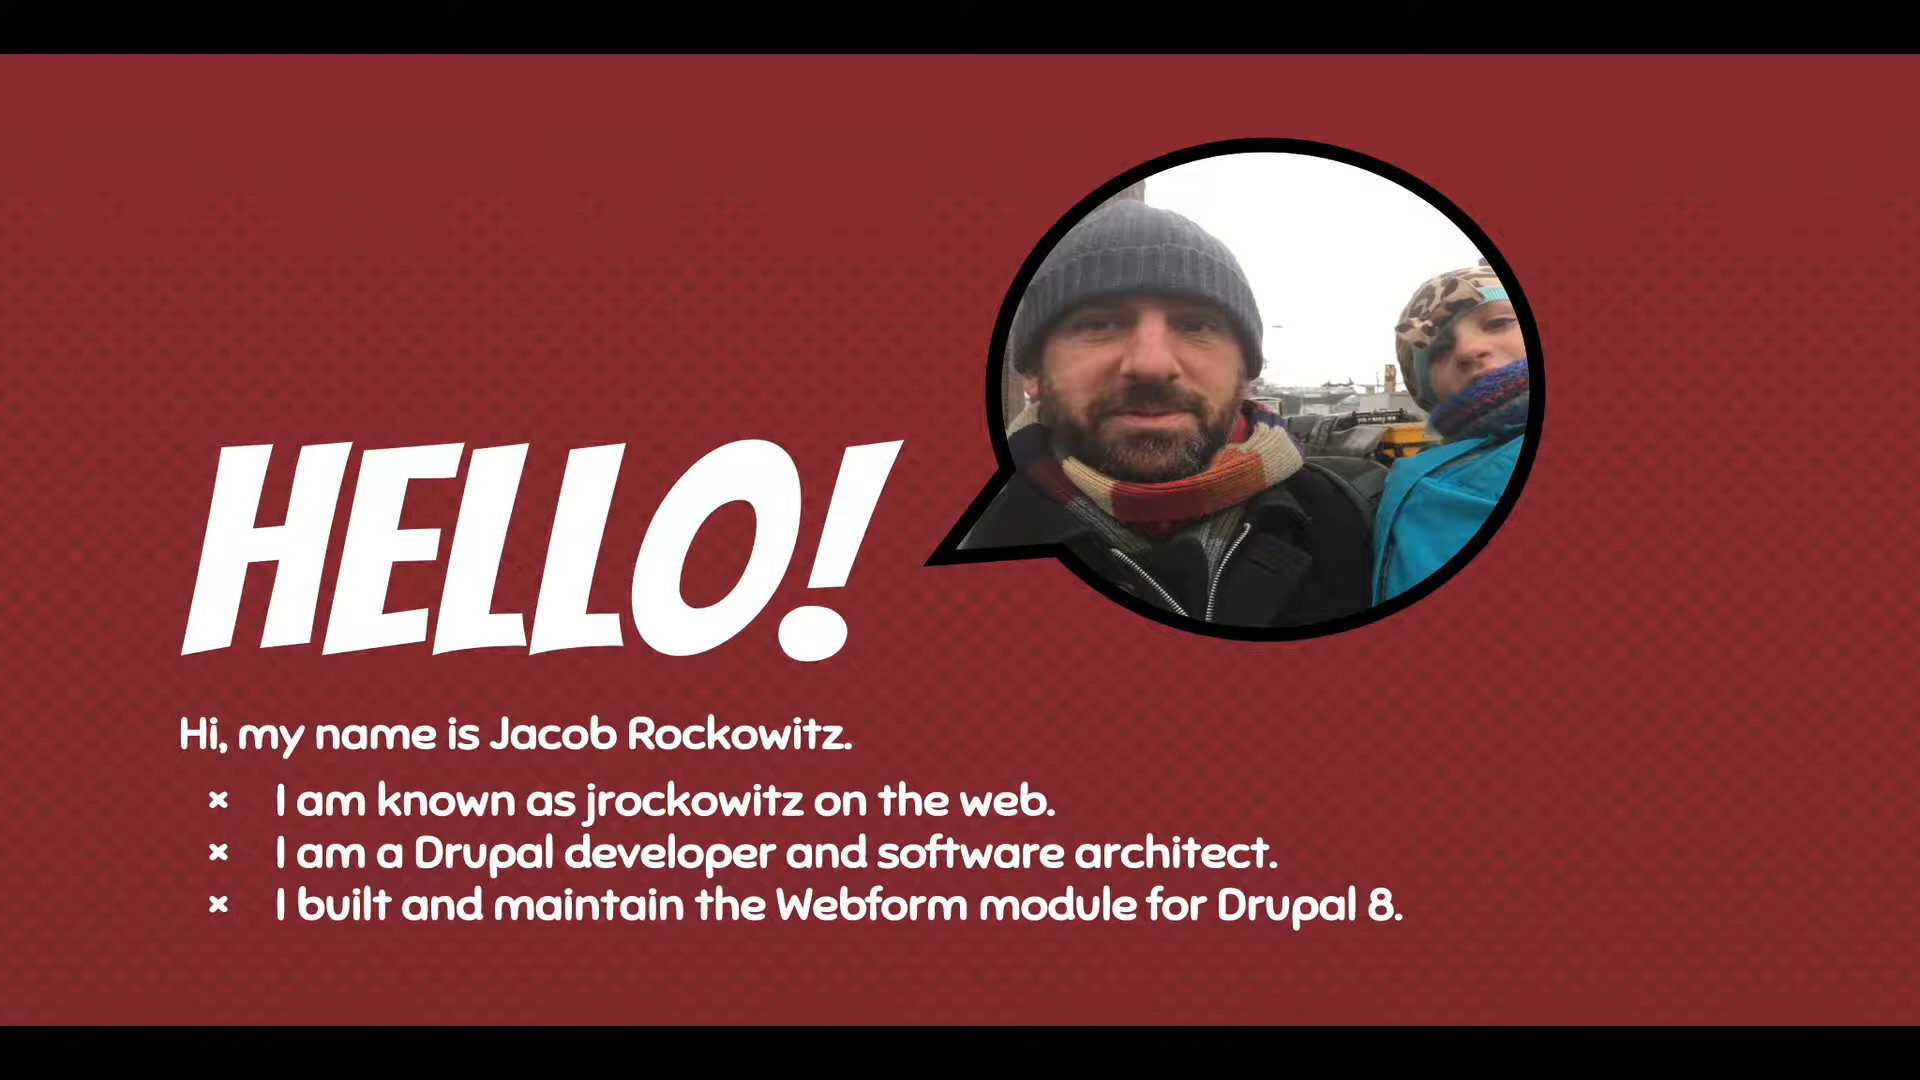 HELLO!
Hi, my name is Jacob Rockowitz.
× I am known as jrockowitz on the web.
× I am a Drupal developer and software architect.
× I built and maintain the Webform module for Drupal 8.